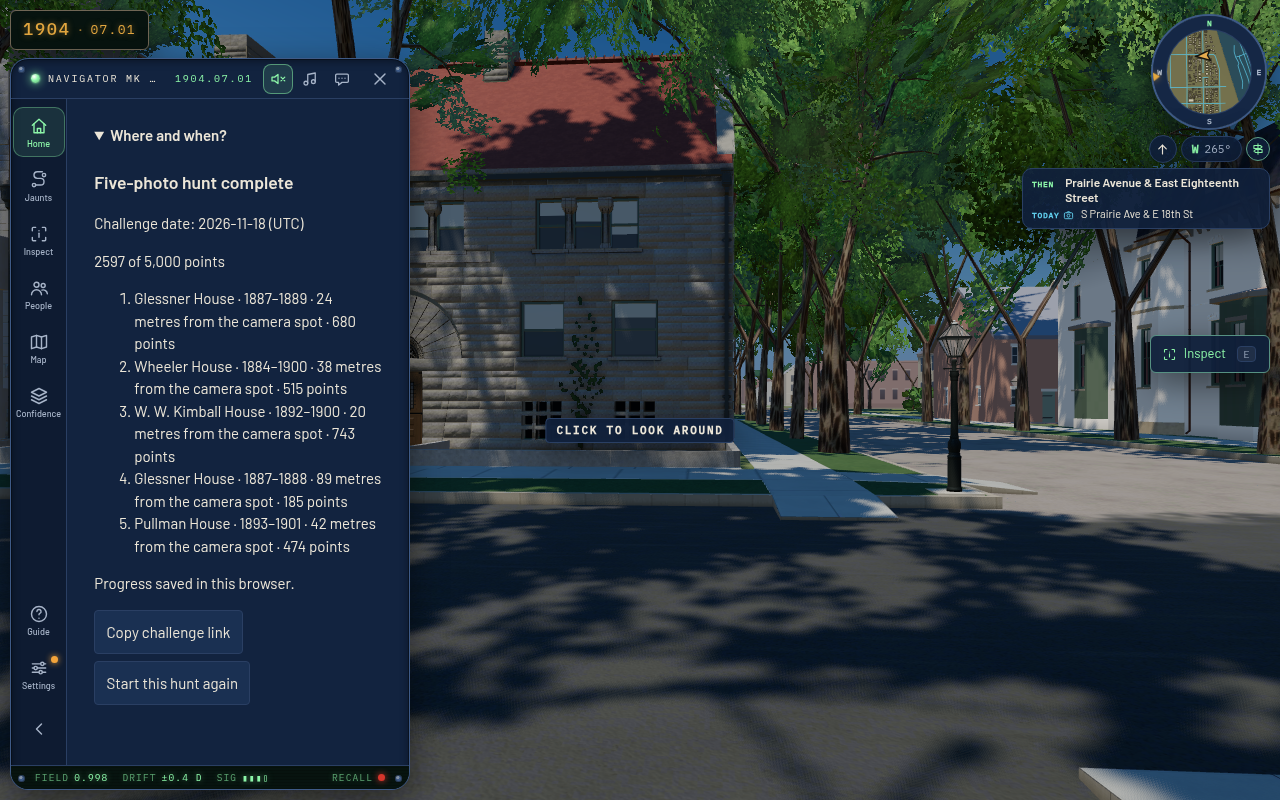 1904 · 07.01
NAVIGATOR MK …
1904.07.01
Home
Jaunts
Inspect
People
Map
Confidence
Guide
Settings
▼ Where and when?
Five-photo hunt complete
Challenge date: 2026-11-18 (UTC)
2597 of 5,000 points
1. Glessner House · 1887–1889 · 24
metres from the camera spot · 680
points
2. Wheeler House · 1884–1900 · 38 metres
from the camera spot · 515 points
3. W. W. Kimball House · 1892–1900 · 20
metres from the camera spot · 743
points
4. Glessner House · 1887–1888 · 89 metres
from the camera spot · 185 points
5. Pullman House · 1893–1901 · 42 metres
from the camera spot · 474 points
Progress saved in this browser.
Copy challenge link
Start this hunt again
FIELD 0.998 DRIFT ±0.4 D SIG
RECALL
CLICK TO LOOK AROUND
N
W
E
S
W 265°
THEN Prairie Avenue & East Eighteenth
Street
TODAY S Prairie Ave & E 18th St
Inspect E